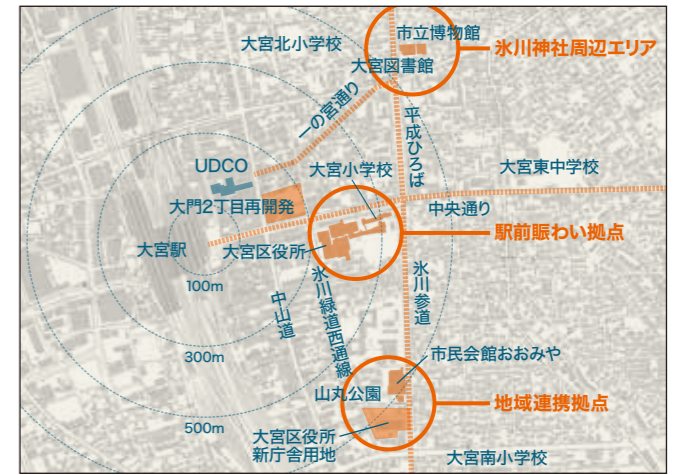 市立博物館
大宮北小学校
氷川神社周辺エリア
大宮図書館
一の宮通り
平成ひろば
UDCO
大宮小学校
大宮東中学校
大門2丁目再開発
中央通り
大宮駅
大宮区役所
駅前賑わい拠点
100m
中山道
氷川緑道西通線
氷川参道
300m
市民会館おおみや
山丸公園
地域連携拠点
500m
大宮区役所
新庁舎用地
大宮南小学校